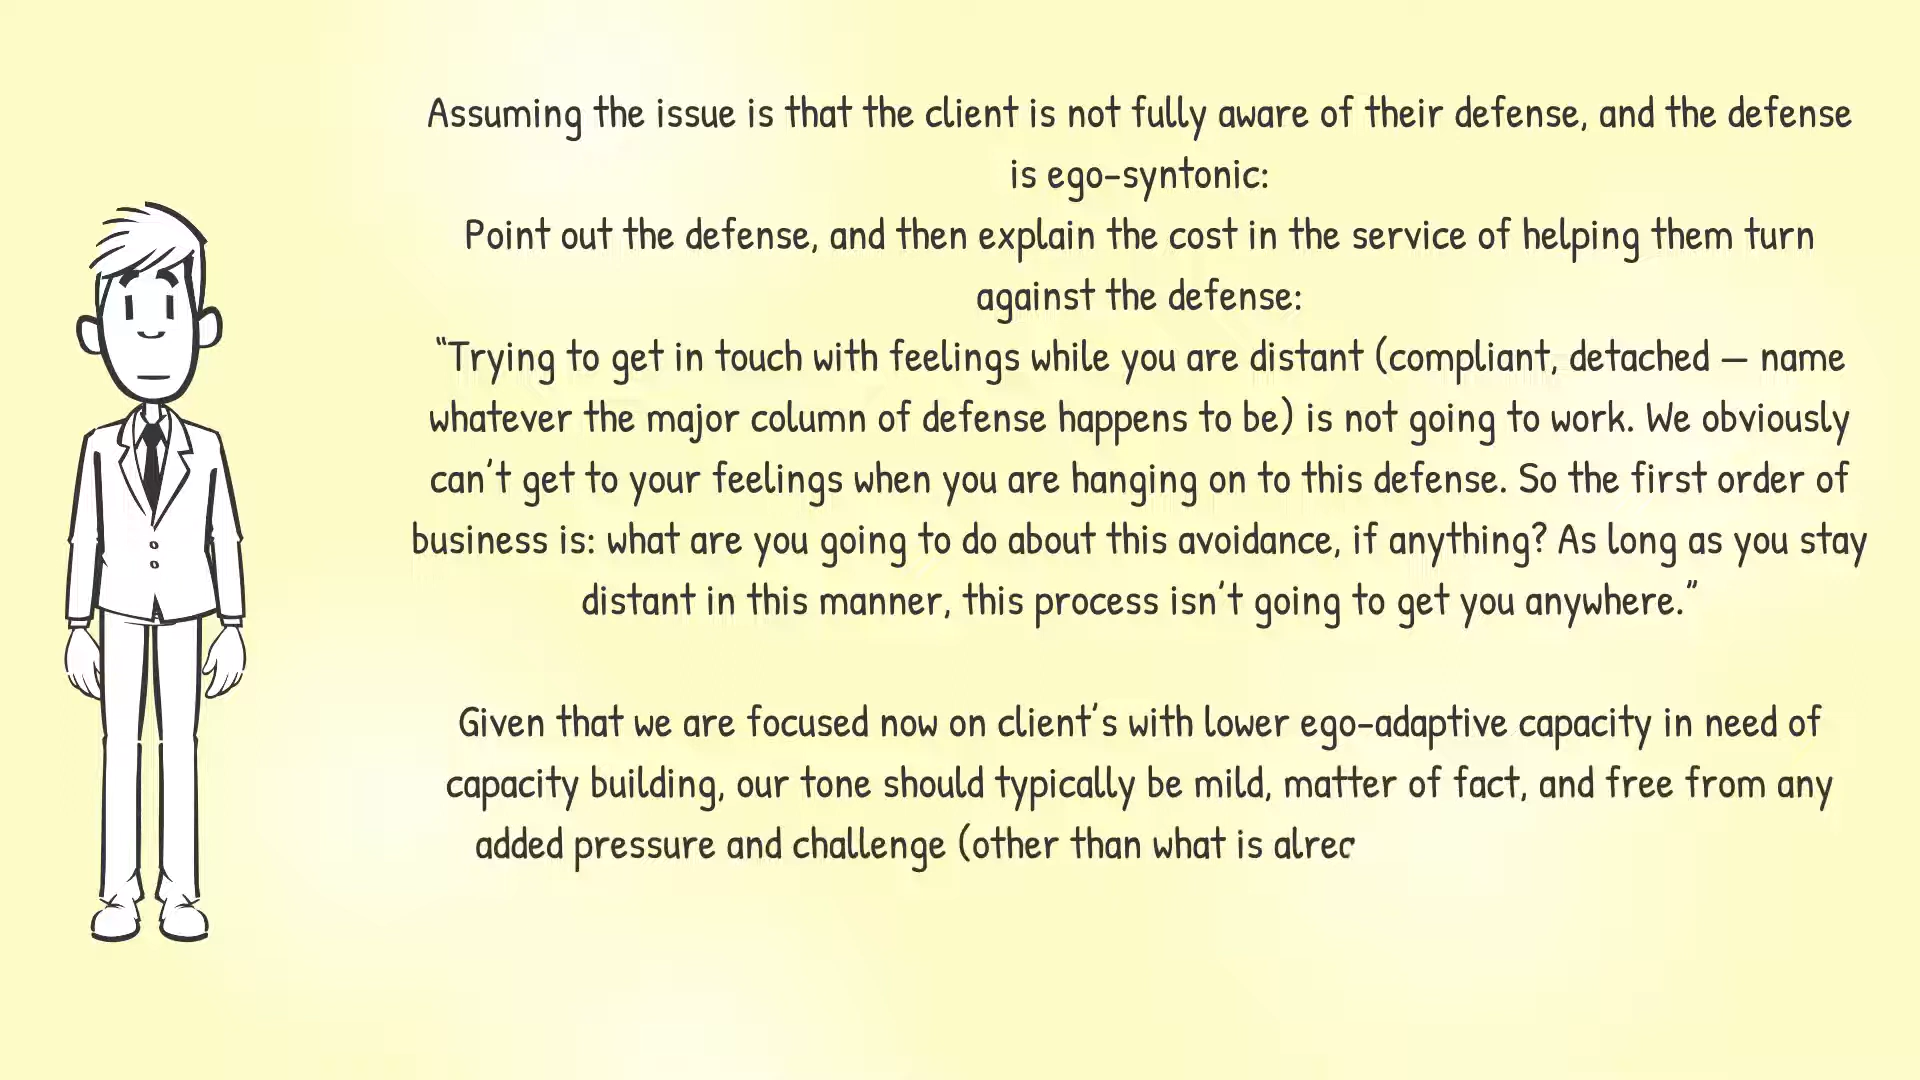 Assuming the issue is that the client is not fully aware of their defense, and the defense
is ego-syntonic:
Point out the defense, and then explain the cost in the service of helping them turn
against the defense:
“Trying to get in touch with feelings while you are distant (compliant, detached – name
whatever the major column of defense happens to be) is not going to work. We obviously
can't get to your feelings when you are hanging on to this defense. So the first order of
business is: what are you going to do about this avoidance, if anything? As long as you stay
distant in this manner, this process isn't going to get you anywhere.”
Given that we are focused now on client's with lower ego-adaptive capacity in need of
capacity building, our tone should typically be mild, matter of fact, and free from any
added pressure and challenge (other than what is alrec